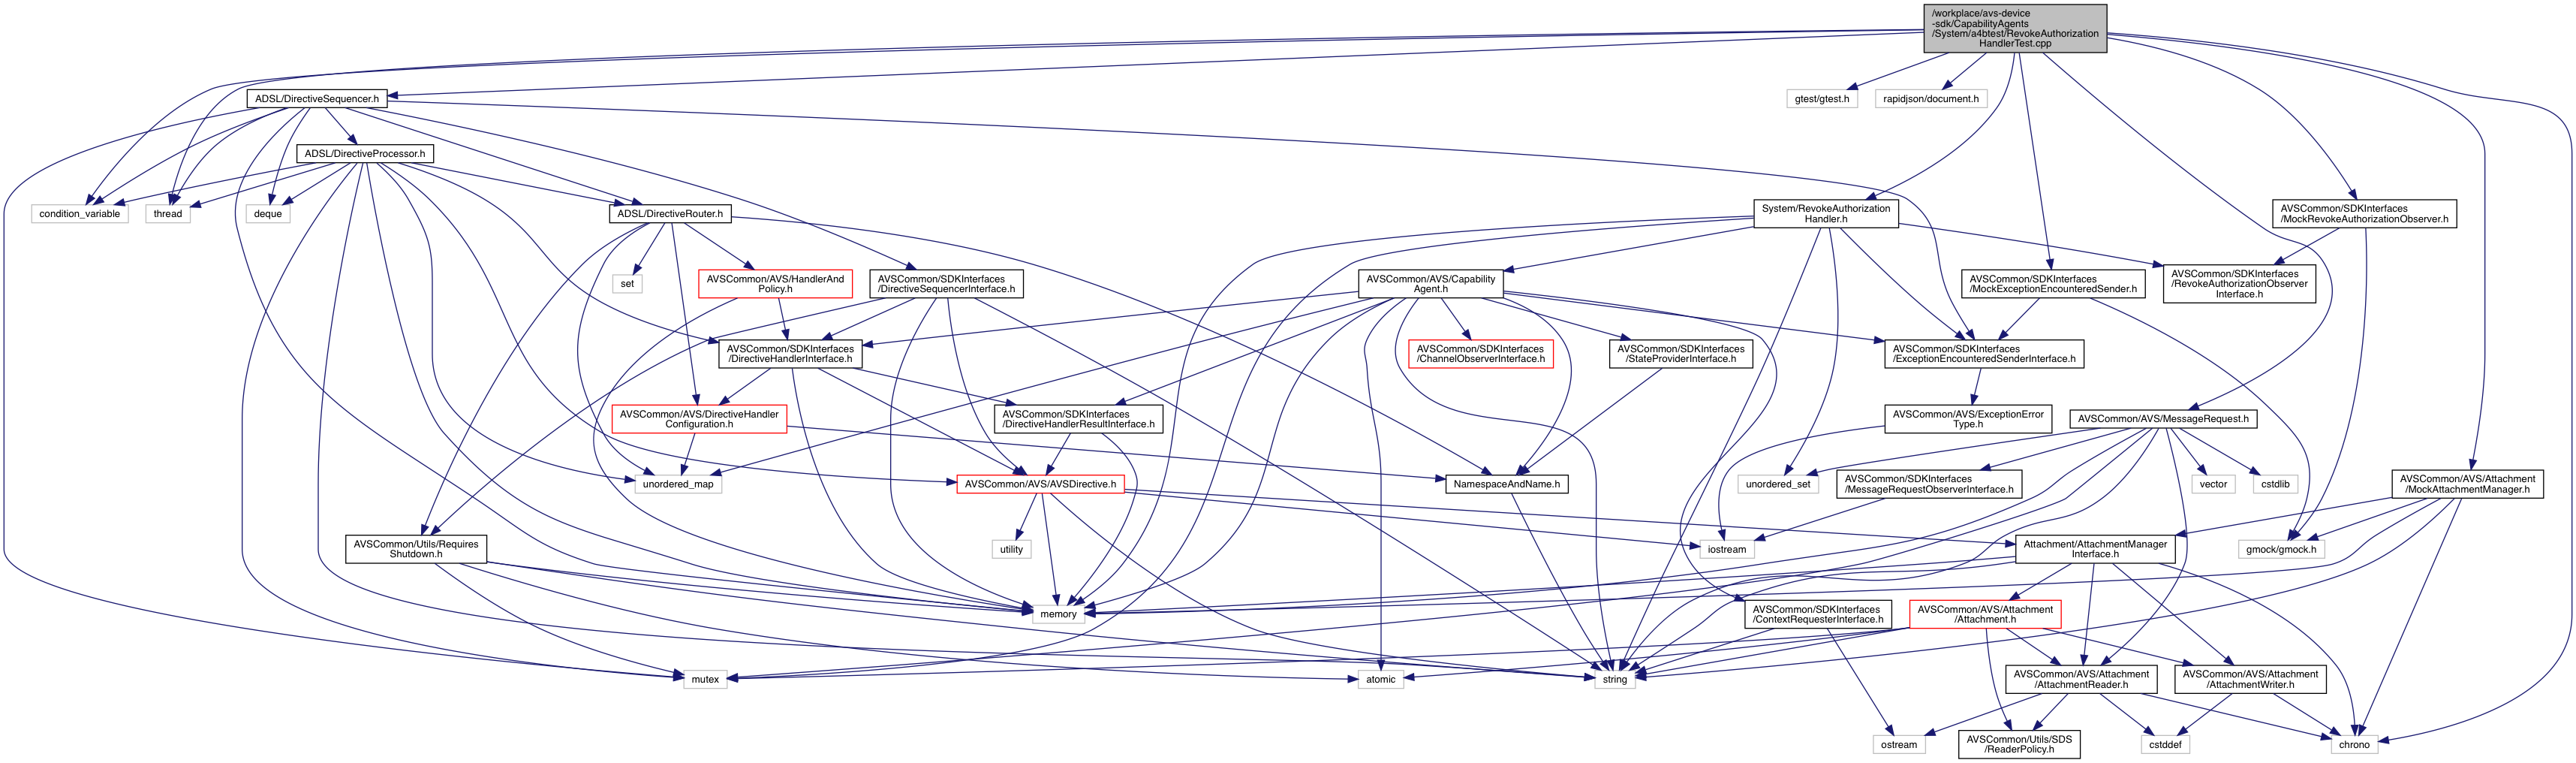 /workplace/avs-device
-sdk/CapabilityAgents
/System/a4btest/RevokeAuthorization
HandlerTest.cpp
ADSL/DirectiveSequencer.h
gtest/gtest.h
rapidjson/document.h
ADSL/DirectiveProcessor.h
condition_variable
thread
deque
ADSL/DirectiveRouter.h
System/RevokeAuthorization
Handler.h
AVSCommon/SDKInterfaces
/MockRevokeAuthorizationObserver.h
set
AVSCommon/AVS/HandlerAnd
Policy.h
AVSCommon/SDKInterfaces
/DirectiveSequencerInterface.h
AVSCommon/AVS/Capability
Agent.h
AVSCommon/SDKInterfaces
/MockExceptionEncounteredSender.h
AVSCommon/SDKInterfaces
/RevokeAuthorizationObserver
Interface.h
AVSCommon/SDKInterfaces
/DirectiveHandlerInterface.h
AVSCommon/SDKInterfaces
/ChannelObserverInterface.h
AVSCommon/SDKInterfaces
/StateProviderInterface.h
AVSCommon/SDKInterfaces
/ExceptionEncounteredSenderInterface.h
AVSCommon/AVS/DirectiveHandler
Configuration.h
AVSCommon/SDKInterfaces
/DirectiveHandlerResultInterface.h
AVSCommon/AVS/ExceptionError
Type.h
AVSCommon/AVS/MessageRequest.h
unordered_map
AVSCommon/AVS/AVSDirective.h
NamespaceAndName.h
unordered_set
AVSCommon/SDKInterfaces
/MessageRequestObserverInterface.h
vector
cstdlib
AVSCommon/AVS/Attachment
/MockAttachmentManager.h
AVSCommon/Utils/Requires
Shutdown.h
utility
iostream
Attachment/AttachmentManager
Interface.h
gmock/gmock.h
memory
AVSCommon/SDKInterfaces
/ContextRequesterInterface.h
AVSCommon/AVS/Attachment
/Attachment.h
mutex
atomic
string
AVSCommon/AVS/Attachment
/AttachmentReader.h
AVSCommon/AVS/Attachment
/AttachmentWriter.h
ostream
AVSCommon/Utils/SDS
/ReaderPolicy.h
cstddef
chrono